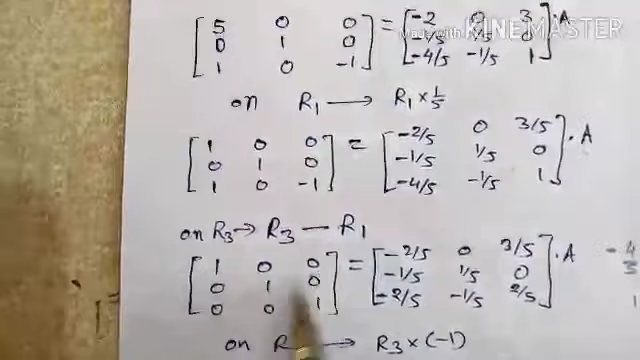 [5 0 0 = [-2 0 3 A
0 1 0 -1/5 1/5 0
1 0 -1] -4/5 -1/5 1]
Made with KINEMASTER
on R₁ → R₁ × 1/5
[1 0 0 = [-2/5 0 3/5
0 1 0 -1/5 1/5 0 . A
1 0 -1] -4/5 -1/5 1]
on R₃ → R₃ — R₁
[1 0 0 = [-2/5 0 3/5
0 1 0 -1/5 1/5 0 . A
0 0 1] -2/5 -1/5 2/5]
on R → R₃ × (-1)